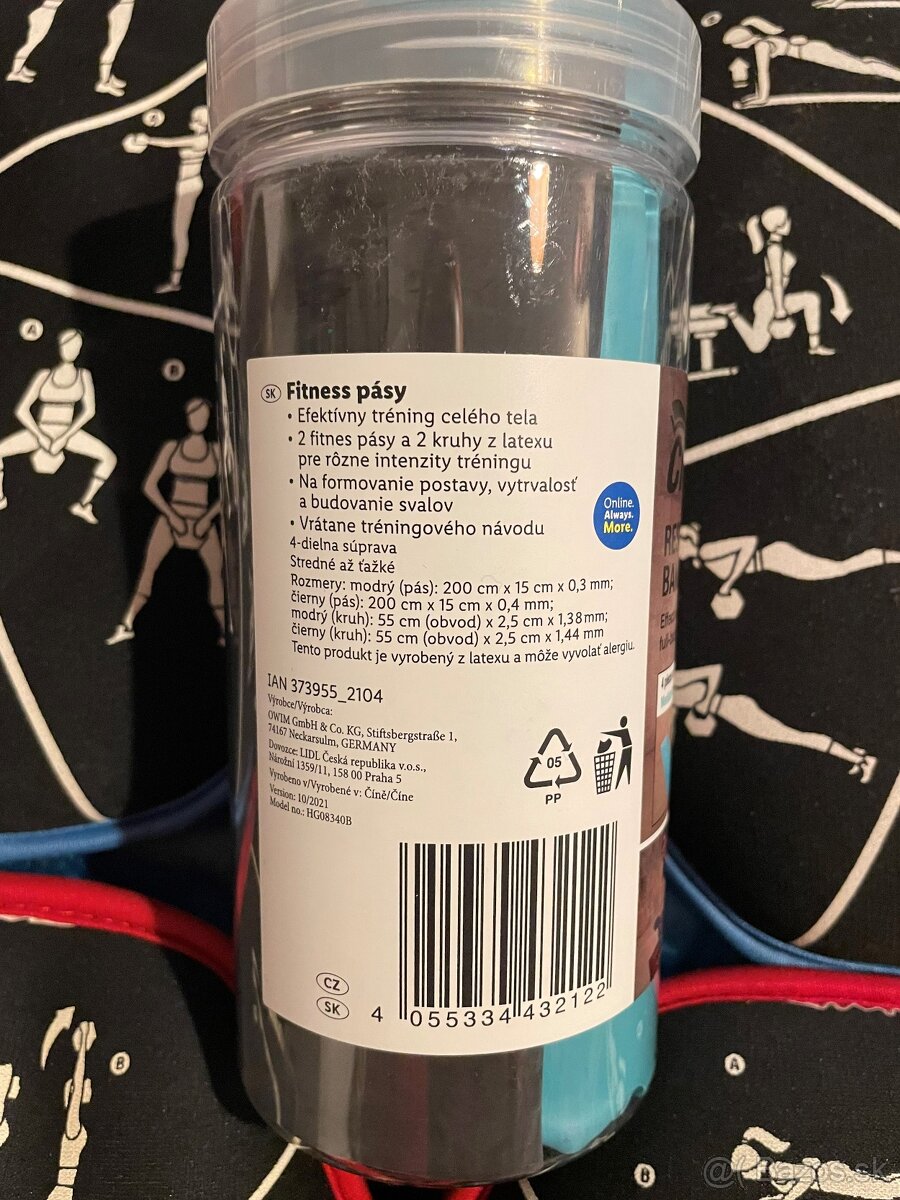 SK Fitness pásy
• Efektívny tréning celého tela
• 2 fitnes pásy a 2 kruhy z latexu
pre rôzne intenzity tréningu
• Na formovanie postavy, vytrvalosť
a budovanie svalov
• Vrátane tréningového návodu
4-dielna súprava
Stredné až ťažké
Rozmery: modrý (pás): 200 cm x 15 cm x 0,3 mm;
čierny (pás): 200 cm x 15 cm x 0,4 mm;
modrý (kruh): 55 cm (obvod) x 2,5 cm x 1,38 mm;
čierny (kruh): 55 cm (obvod) x 2,5 cm x 1,44 mm
Tento produkt je vyrobený z latexu a môže vyvolať alergiu.
Online.
Always.
More.
IAN 373955_2104
Výrobce/Výrobca:
OWIM GmbH & Co. KG, Stiftsbergstraße 1,
74167 Neckarsulm, GERMANY
Dovozce: LIDL Česká republika v.o.s.,
Nárožní 1359/11, 158 00 Praha 5
Vyrobeno v/Vyrobené v: Číně/Číne
Version: 10/2021
Model no.: HG08340B
05
PP
CZ
SK
4 055334 432122
A
B
B
A
B
bazos.sk